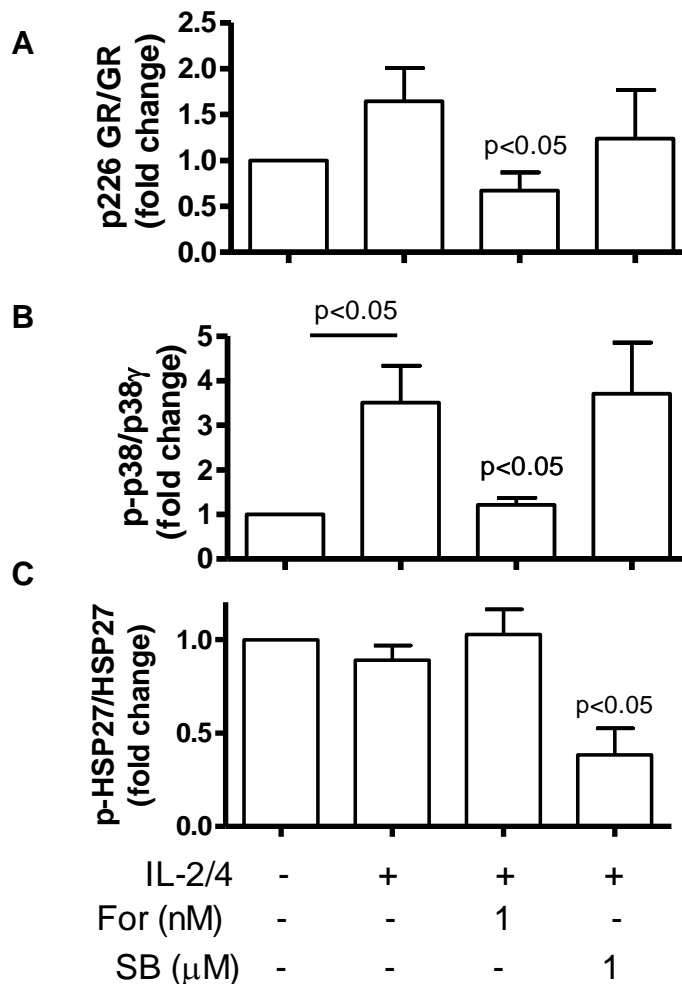 A
p226 GR/GR
(fold change)
2.5
2.0
1.5
1.0
0.5
0.0
p<0.05
B
p-p38/p38γ
(fold change)
5
4
3
2
1
0
p<0.05
p<0.05
C
p-HSP27/HSP27
(fold change)
1.0
0.5
0.0
p<0.05
IL-2/4 - + + +
For (nM) - - 1 -
SB (μM) - - - 1